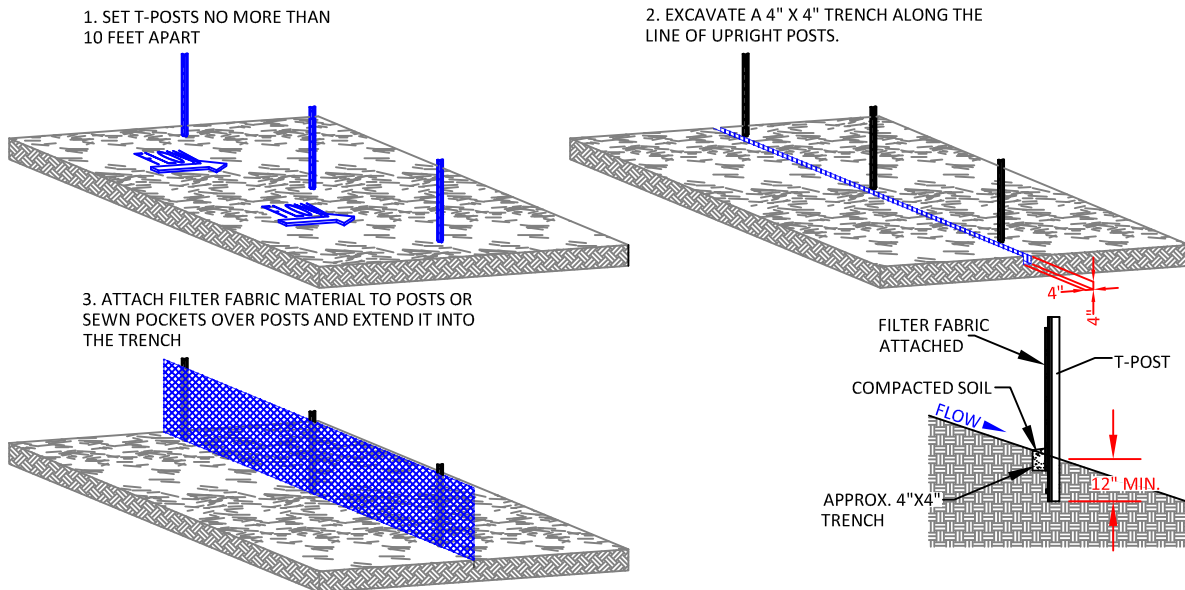 1. SET T-POSTS NO MORE THAN
10 FEET APART
2. EXCAVATE A 4" X 4" TRENCH ALONG THE
LINE OF UPRIGHT POSTS.
4"
4"
3. ATTACH FILTER FABRIC MATERIAL TO POSTS OR
SEWN POCKETS OVER POSTS AND EXTEND IT INTO
THE TRENCH
FILTER FABRIC
ATTACHED
T-POST
COMPACTED SOIL
FLOW
12" MIN.
APPROX. 4"X4"
TRENCH